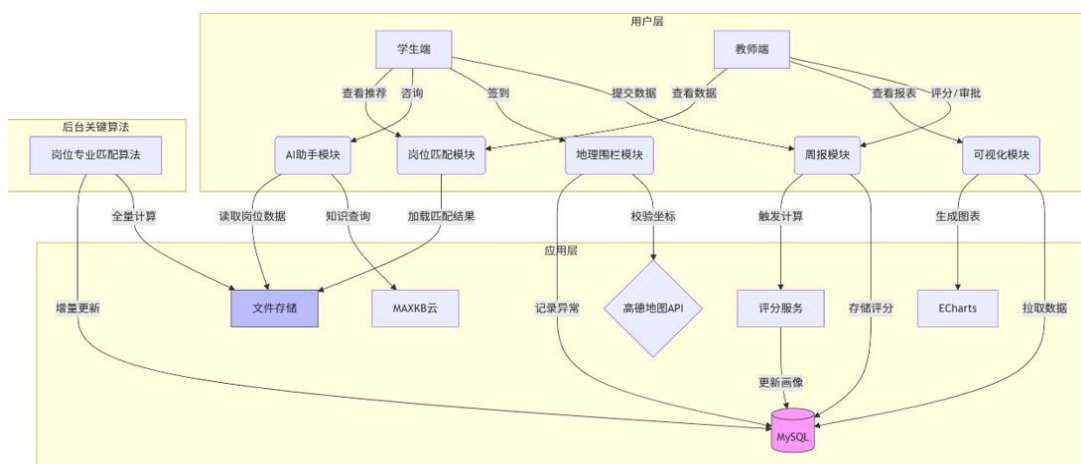 用户层
学生端
教师端
查看推荐
咨询
签到
提交数据
查看数据
查看报表
评分/审批
后台关键算法
岗位专业匹配算法
AI助手模块
岗位匹配模块
地理围栏模块
周报模块
可视化模块
全量计算
读取岗位数据
知识查询
加载匹配结果
校验坐标
触发计算
生成图表
应用层
增量更新
文件存储
MAXKB云
记录异常
高德地图API
评分服务
存储评分
ECharts
拉取数据
更新画像
MySQL